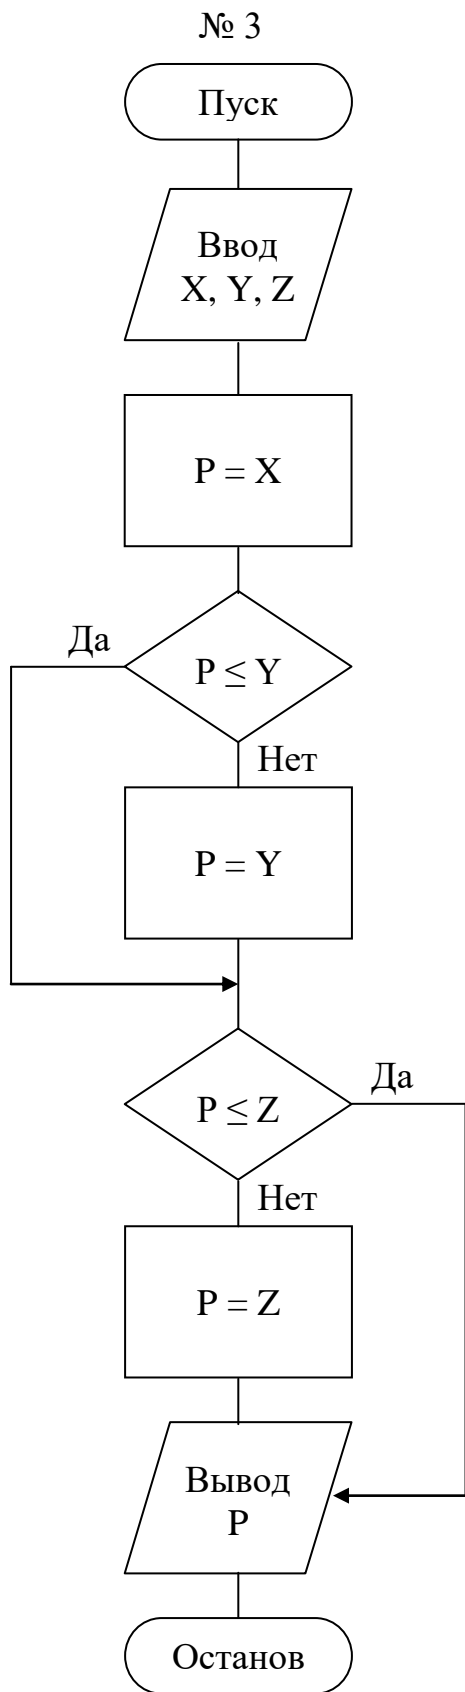 № 3
Пуск
Ввод
X, Y, Z
P = X
Да
P ≤ Y
Нет
P = Y
Да
P ≤ Z
Нет
P = Z
Вывод
P
Останов